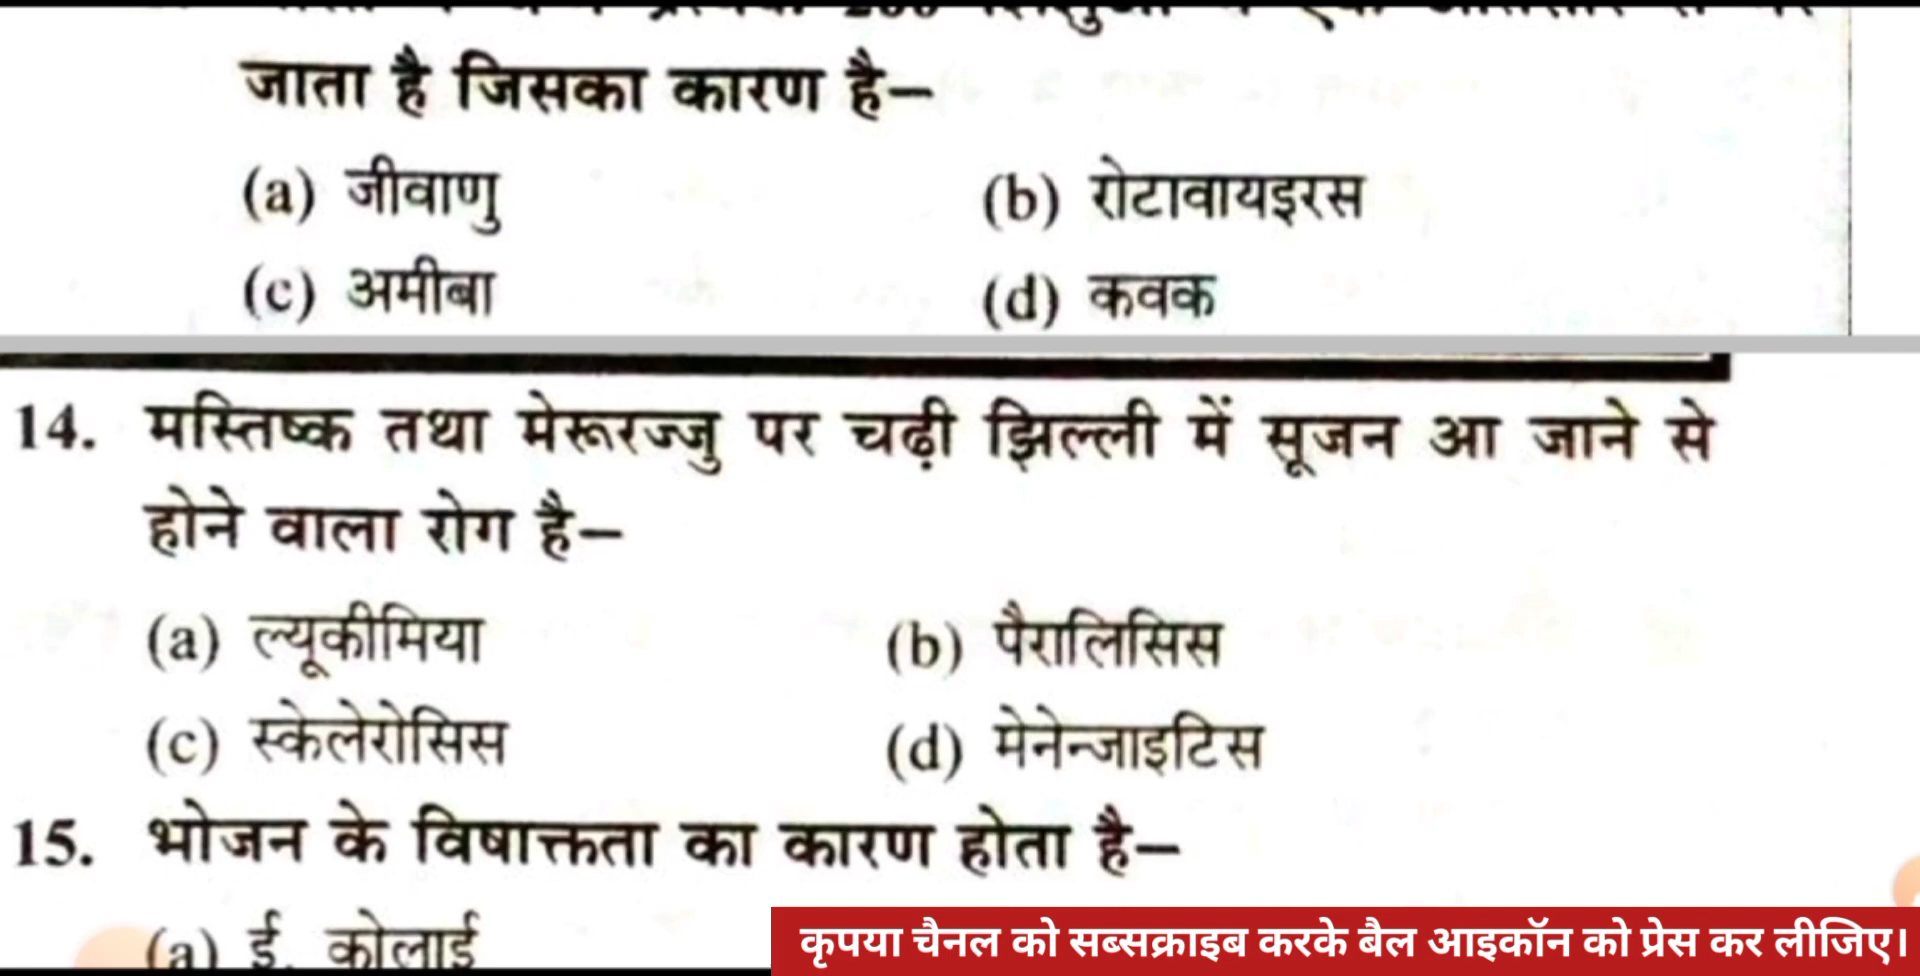 जाता है जिसका कारण है–
(a) जीवाणु (b) रोटावायइरस
(c) अमीबा (d) कवक
14. मस्तिष्क तथा मेरूरज्जु पर चढ़ी झिल्ली में सूजन आ जाने से
होने वाला रोग है–
(a) ल्यूकीमिया (b) पैरालिसिस
(c) स्केलेरोसिस (d) मेनेन्जाइटिस
15. भोजन के विषाक्तता का कारण होता है–
(a) ई. कोलाई
कृपया चैनल को सब्सक्राइब करके बैल आइकॉन को प्रेस कर लीजिए।